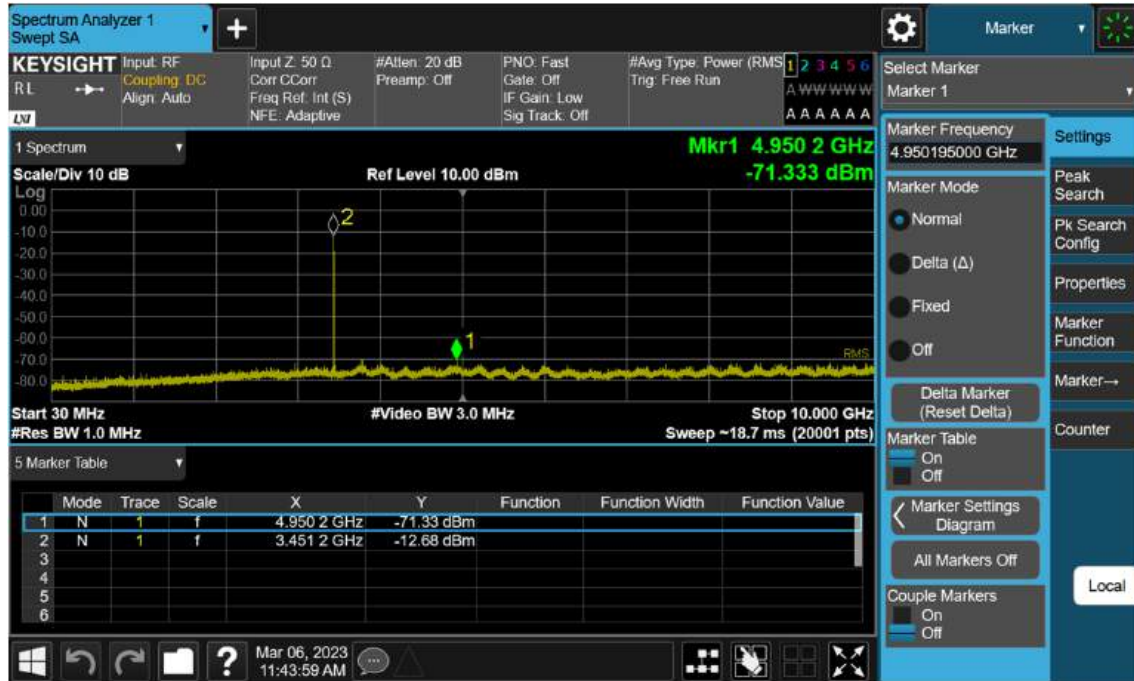 Spectrum Analyzer 1
Swept SA
+
Marker
KEYSIGHT
RL
LXI
Input: RF
Coupling: DC
Align: Auto
Input Z: 50 Ω
Corr CCorr
Freq Ref: Int (S)
NFE: Adaptive
#Atten: 20 dB
Preamp: Off
PNO: Fast
Gate: Off
IF Gain: Low
Sig Track: Off
#Avg Type: Power (RMS
Trig: Free Run
1 2 3 4 5 6
A W W W W W
A A A A A A
Select Marker
Marker 1
1 Spectrum
Scale/Div 10 dB
Ref Level 10.00 dBm
Mkr1 4.950 2 GHz
-71.333 dBm
Log
0.00
-10.0
-20.0
-30.0
-40.0
-50.0
-60.0
-70.0
-80.0
2
1
RMS
Start 30 MHz
#Video BW 3.0 MHz
Stop 10.000 GHz
#Res BW 1.0 MHz
Sweep ~18.7 ms (20001 pts)
5 Marker Table
Mode Trace Scale X Y Function Function Width Function Value
1 N 1 f 4.950 2 GHz -71.33 dBm
2 N 1 f 3.451 2 GHz -12.68 dBm
3
4
5
6
Marker Frequency
4.950195000 GHz
Marker Mode
Normal
Delta (Δ)
Fixed
Off
Delta Marker
(Reset Delta)
Marker Table
On
Off
Marker Settings
Diagram
All Markers Off
Couple Markers
On
Off
Settings
Peak
Search
Pk Search
Config
Properties
Marker
Function
Marker→
Counter
Local
?
Mar 06, 2023
11:43:59 AM